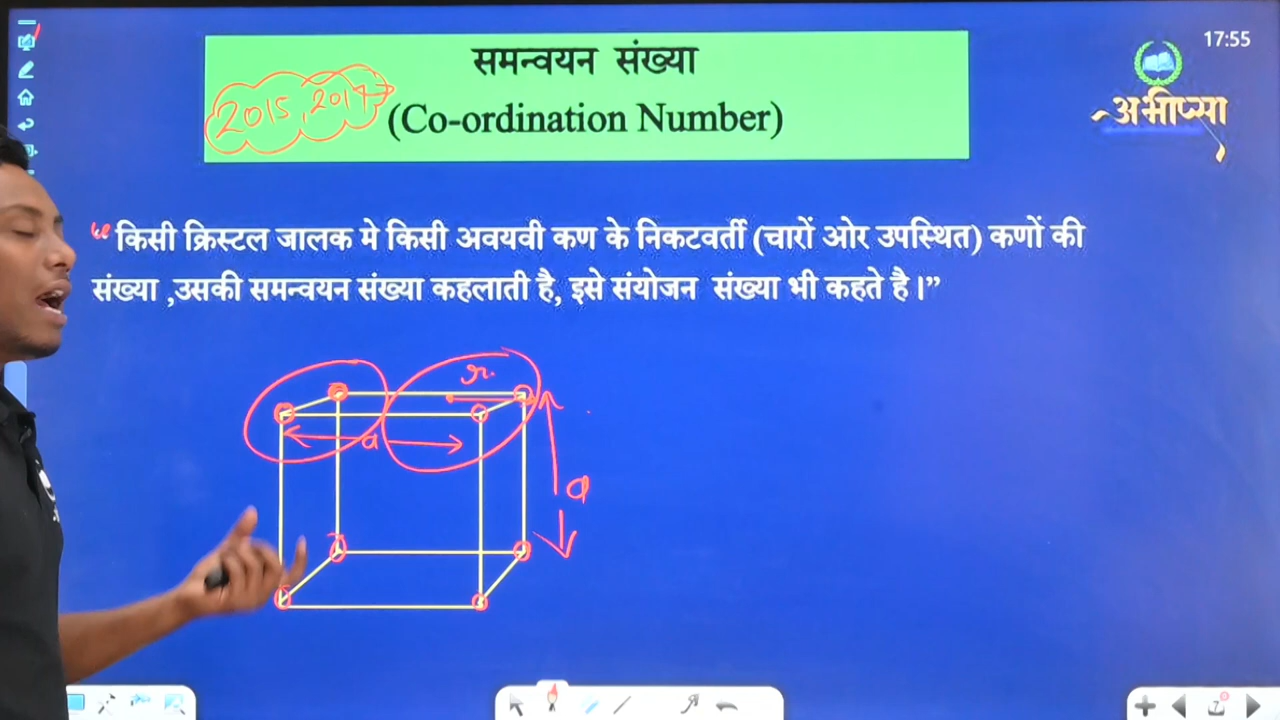 17:55
समन्वयन संख्या
2015, 2017
(Co-ordination Number)
अभीप्सा
“ किसी क्रिस्टल जालक मे किसी अवयवी कण के निकटवर्ती (चारों ओर उपस्थित) कणों की
संख्या ,उसकी समन्वयन संख्या कहलाती है, इसे संयोजन संख्या भी कहते है।”
r.
a
a
7